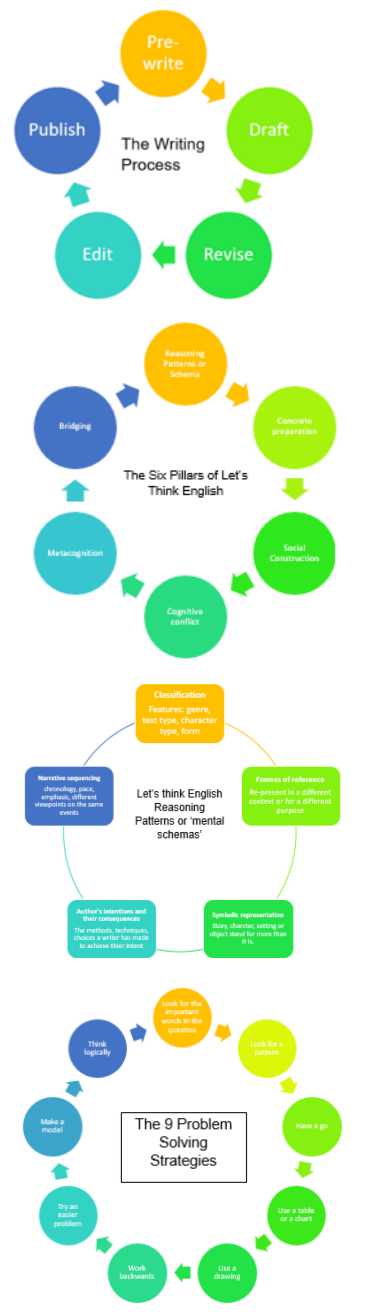 Pre-
write
Publish
Draft
The Writing
Process
Edit
Revise
Reasoning
Patterns or
Schema
Bridging
Concrete
preparation
The Six Pillars of Let's
Think English
Metacognition
Social
Construction
Cognitive
conflict
Classification
Features: genre,
text type, character
type, form
Narrative sequencing
chronology, pace,
emphasis, different
viewpoints on the same
events
Let's think English
Reasoning
Patterns or 'mental
schemas'
Frames of reference
Re-present in a different
context or for a different
purpose
Author's intentions and
their consequences
The methods, techniques,
choices a writer has made
to achieve thier intent
Symbolic representation
Story, charcter, setting or
object stand for more than
it is.
Look for the
important
words in the
question
Think
logically
Look for a
pattern
Make a
model
The 9 Problem
Solving
Strategies
Have a go
Try an
easier
problem
Use a table
or a chart
Work
backwards
Use a
drawing